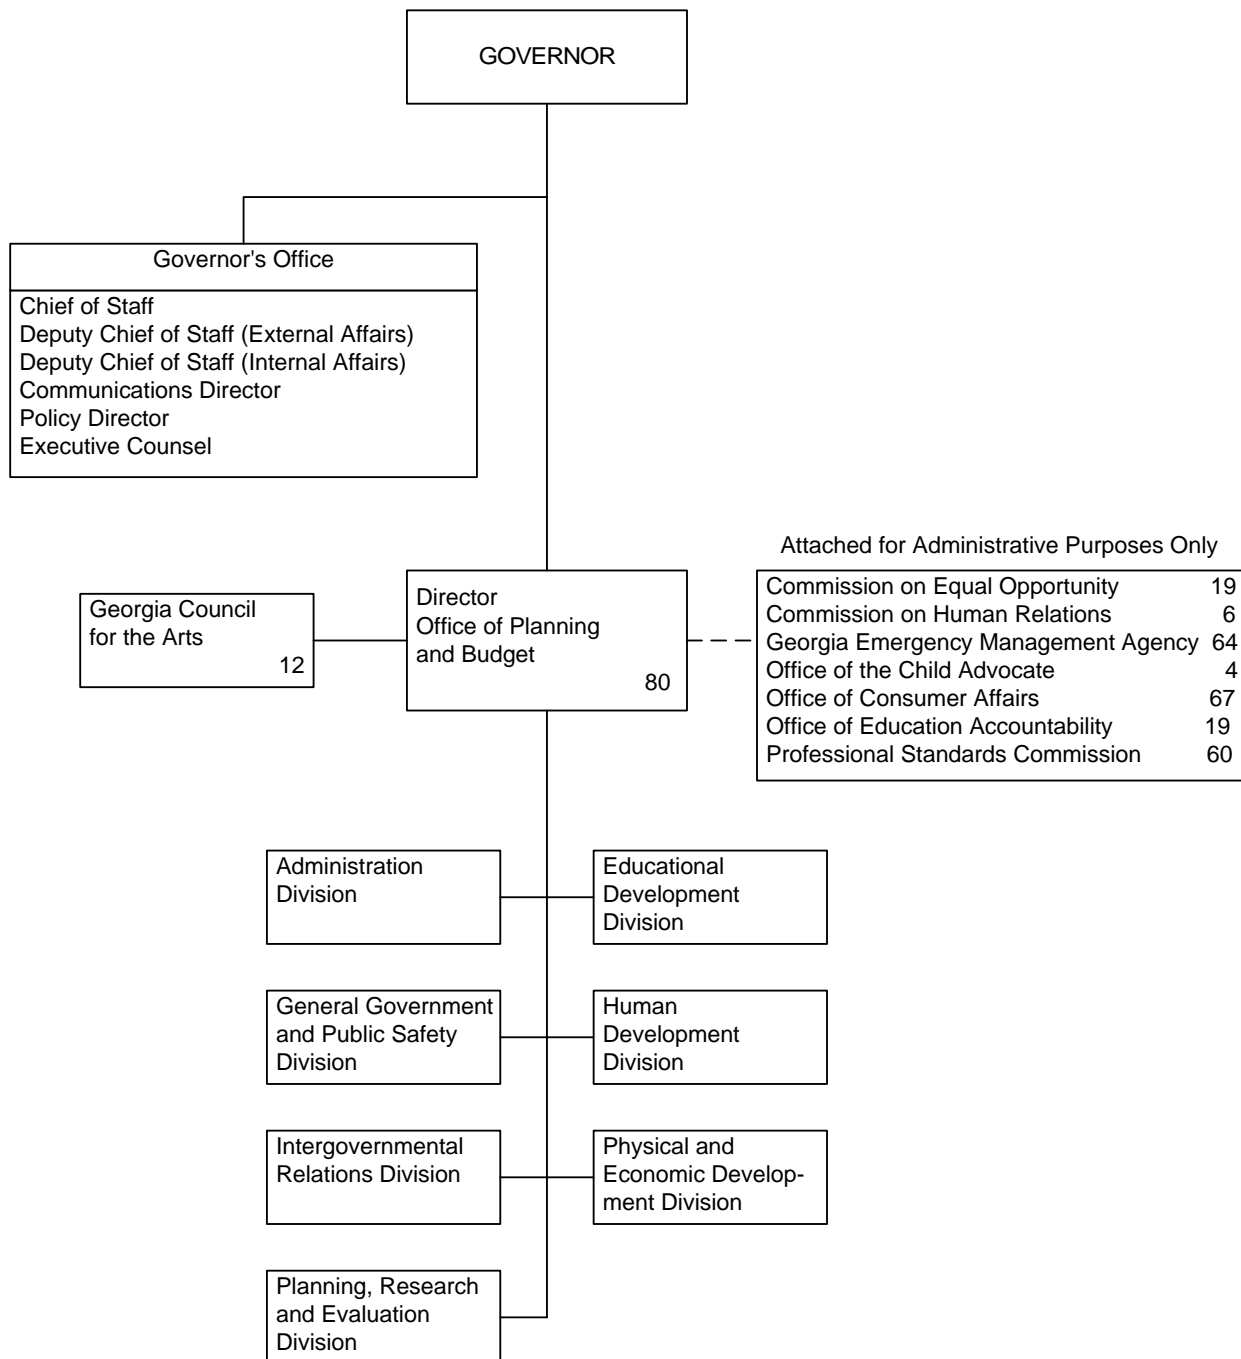 GOVERNOR
Governor's Office
Chief of Staff
Deputy Chief of Staff (External Affairs)
Deputy Chief of Staff (Internal Affairs)
Communications Director
Policy Director
Executive Counsel
Attached for Administrative Purposes Only
Georgia Council
for the Arts
12
Director
Office of Planning
and Budget
80
Commission on Equal Opportunity 19
Commission on Human Relations 6
Georgia Emergency Management Agency 64
Office of the Child Advocate 4
Office of Consumer Affairs 67
Office of Education Accountability 19
Professional Standards Commission 60
Administration
Division
Educational
Development
Division
General Government
and Public Safety
Division
Human
Development
Division
Intergovernmental
Relations Division
Physical and
Economic Develop-
ment Division
Planning, Research
and Evaluation
Division